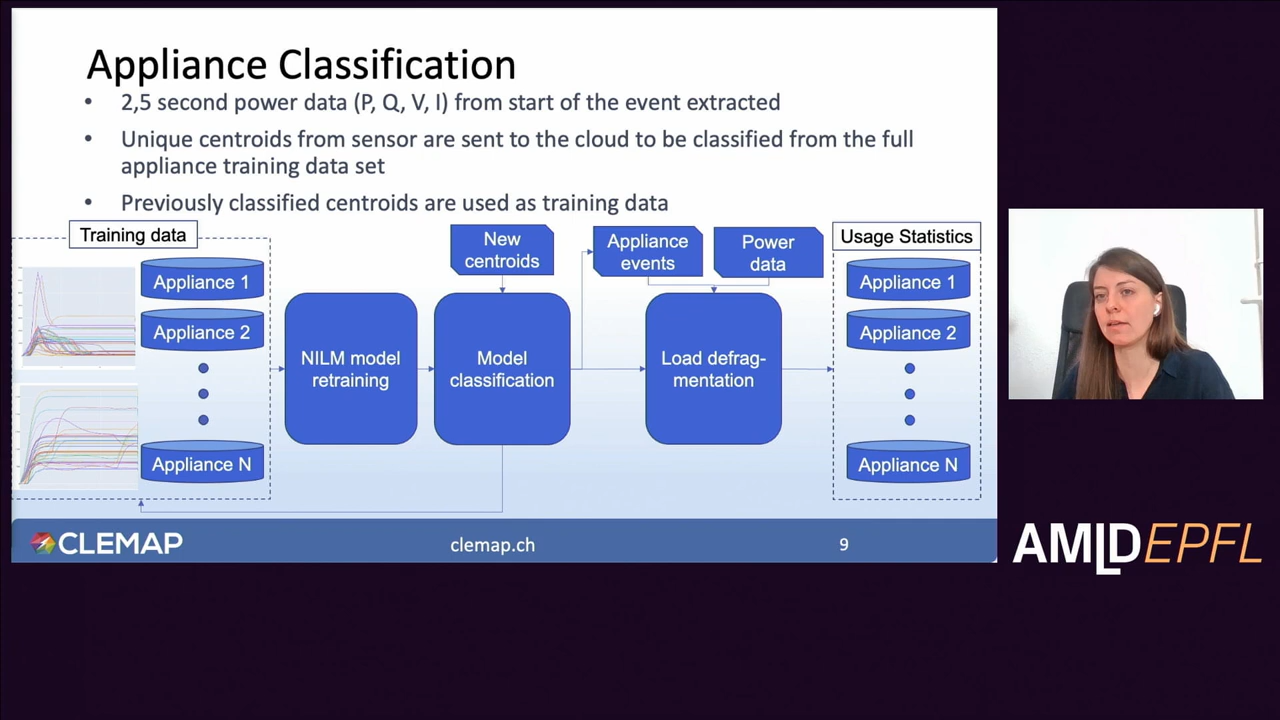 Appliance Classification
• 2,5 second power data (P, Q, V, I) from start of the event extracted
• Unique centroids from sensor are sent to the cloud to be classified from the full
appliance training data set
• Previously classified centroids are used as training data
Training data
Appliance 1
Appliance 2
Appliance N
NILM model
retraining
New
centroids
Model
classification
Appliance
events
Power
data
Load defrag-
mentation
Usage Statistics
Appliance 1
Appliance 2
Appliance N
CLEMAP
clemap.ch
9
AMLDEPFL